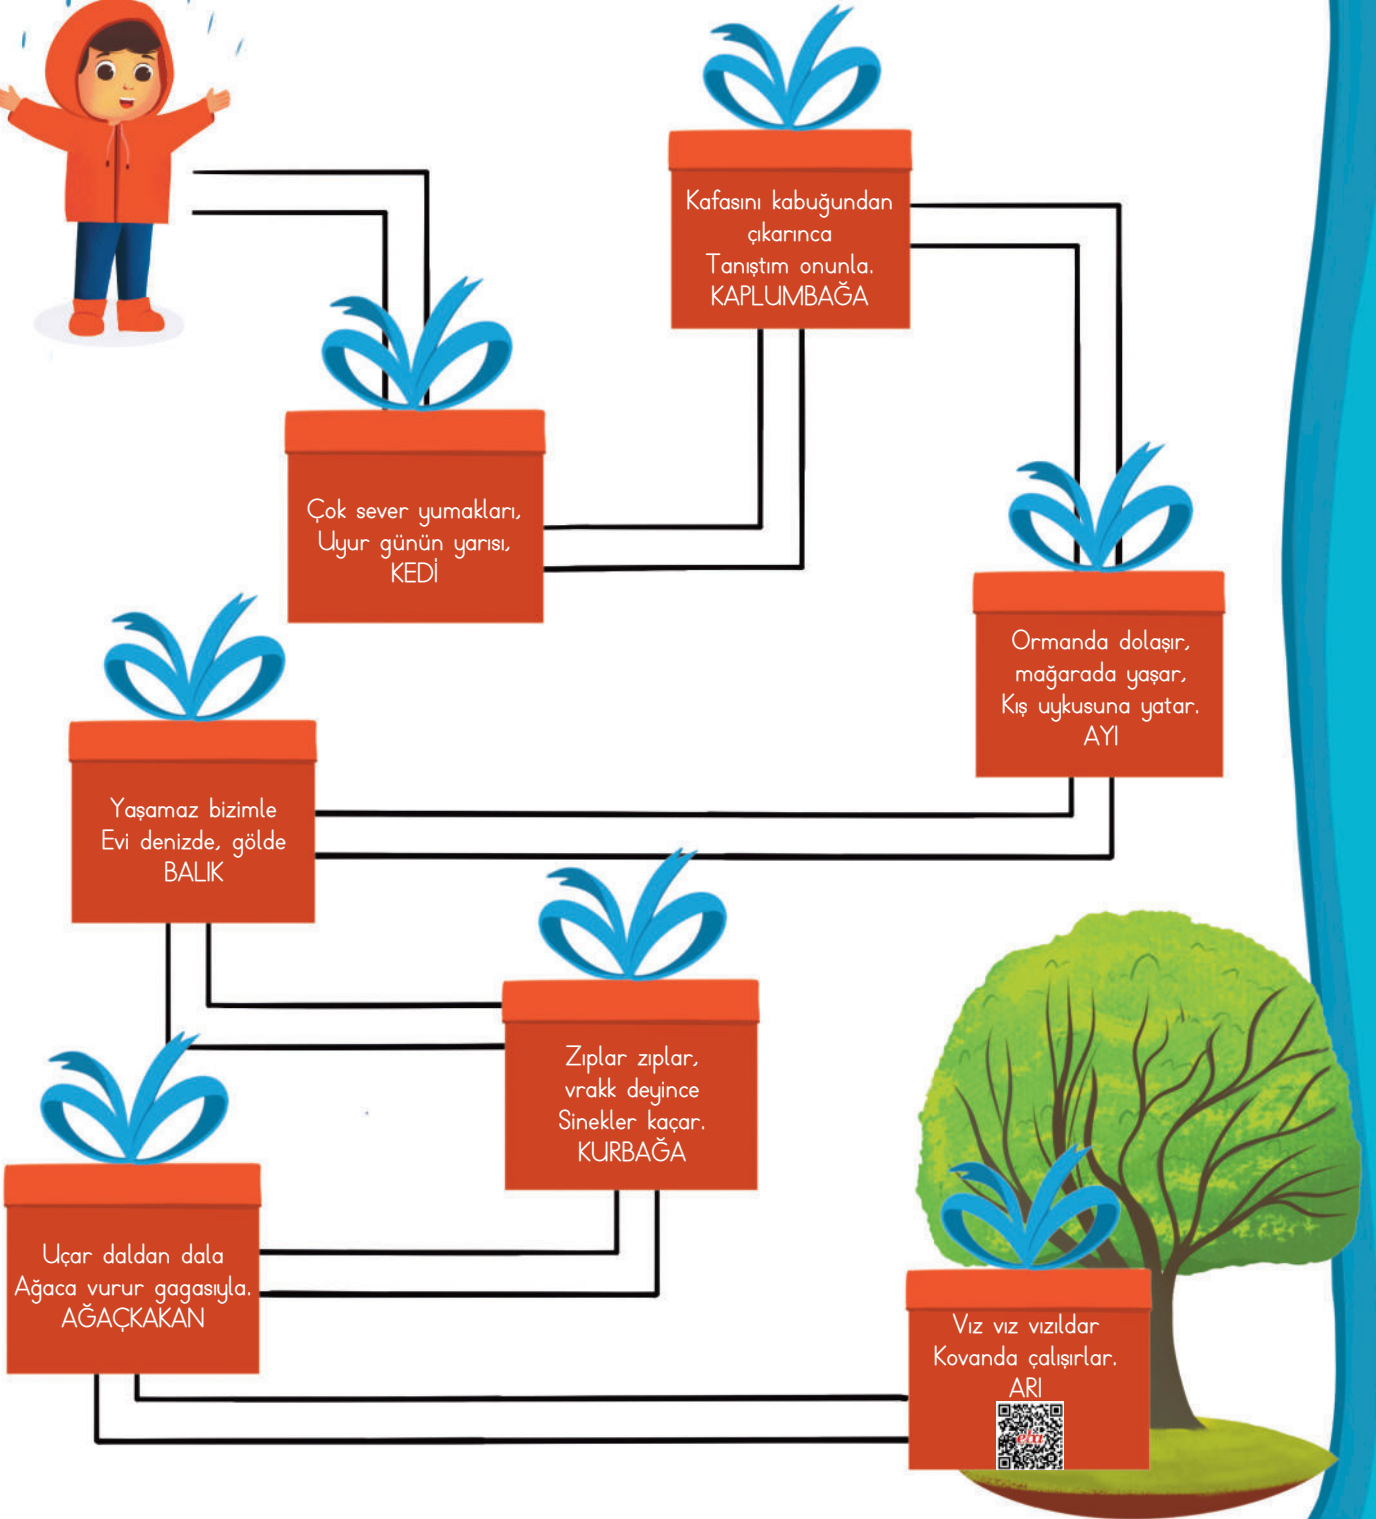 Kafasını kabuğundan
çıkarınca
Tanıştım onunla.
KAPLUMBAĞA
Çok sever yumakları,
Uyur günün yarısı,
KEDİ
Ormanda dolaşır,
mağarada yaşar,
Kış uykusuna yatar.
AYI
Yaşamaz bizimle
Evi denizde, gölde
BALIK
Zıplar zıplar,
vrakk deyince
Sinekler kaçar.
KURBAĞA
Uçar daldan dala
Ağaca vurur gagasıyla.
AĞAÇKAKAN
Vız vız vızıldar
Kovanda çalışırlar.
ARI